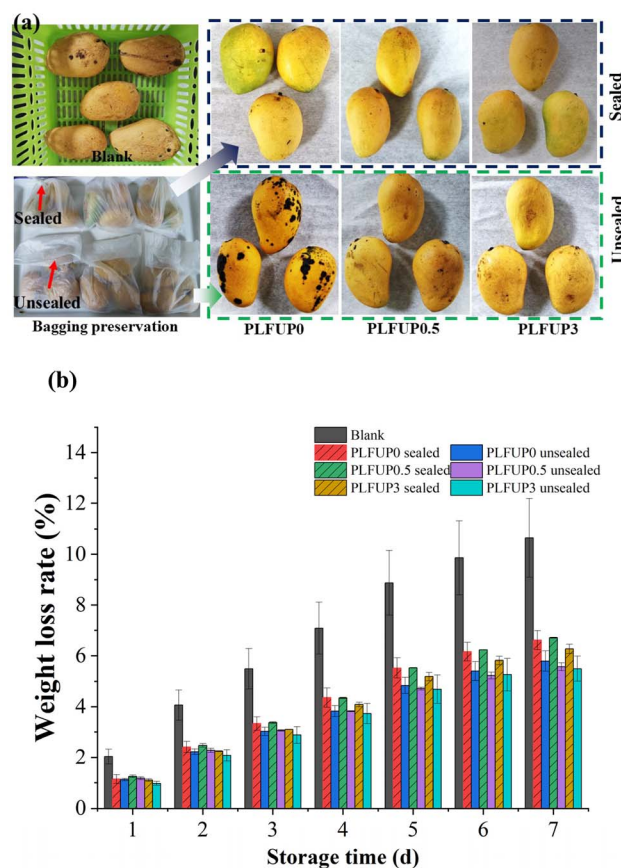 (a)
Blank
Sealed
Unsealed
Bagging preservation
PLFUP0 PLFUP0.5 PLFUP3
Sealed
Unsealed
(b)
Weight loss rate (%)
14
12
10
8
6
4
2
0
Blank
PLFUP0 sealed PLFUP0 unsealed
PLFUP0.5 sealed PLFUP0.5 unsealed
PLFUP3 sealed PLFUP3 unsealed
1 2 3 4 5 6 7
Storage time (d)